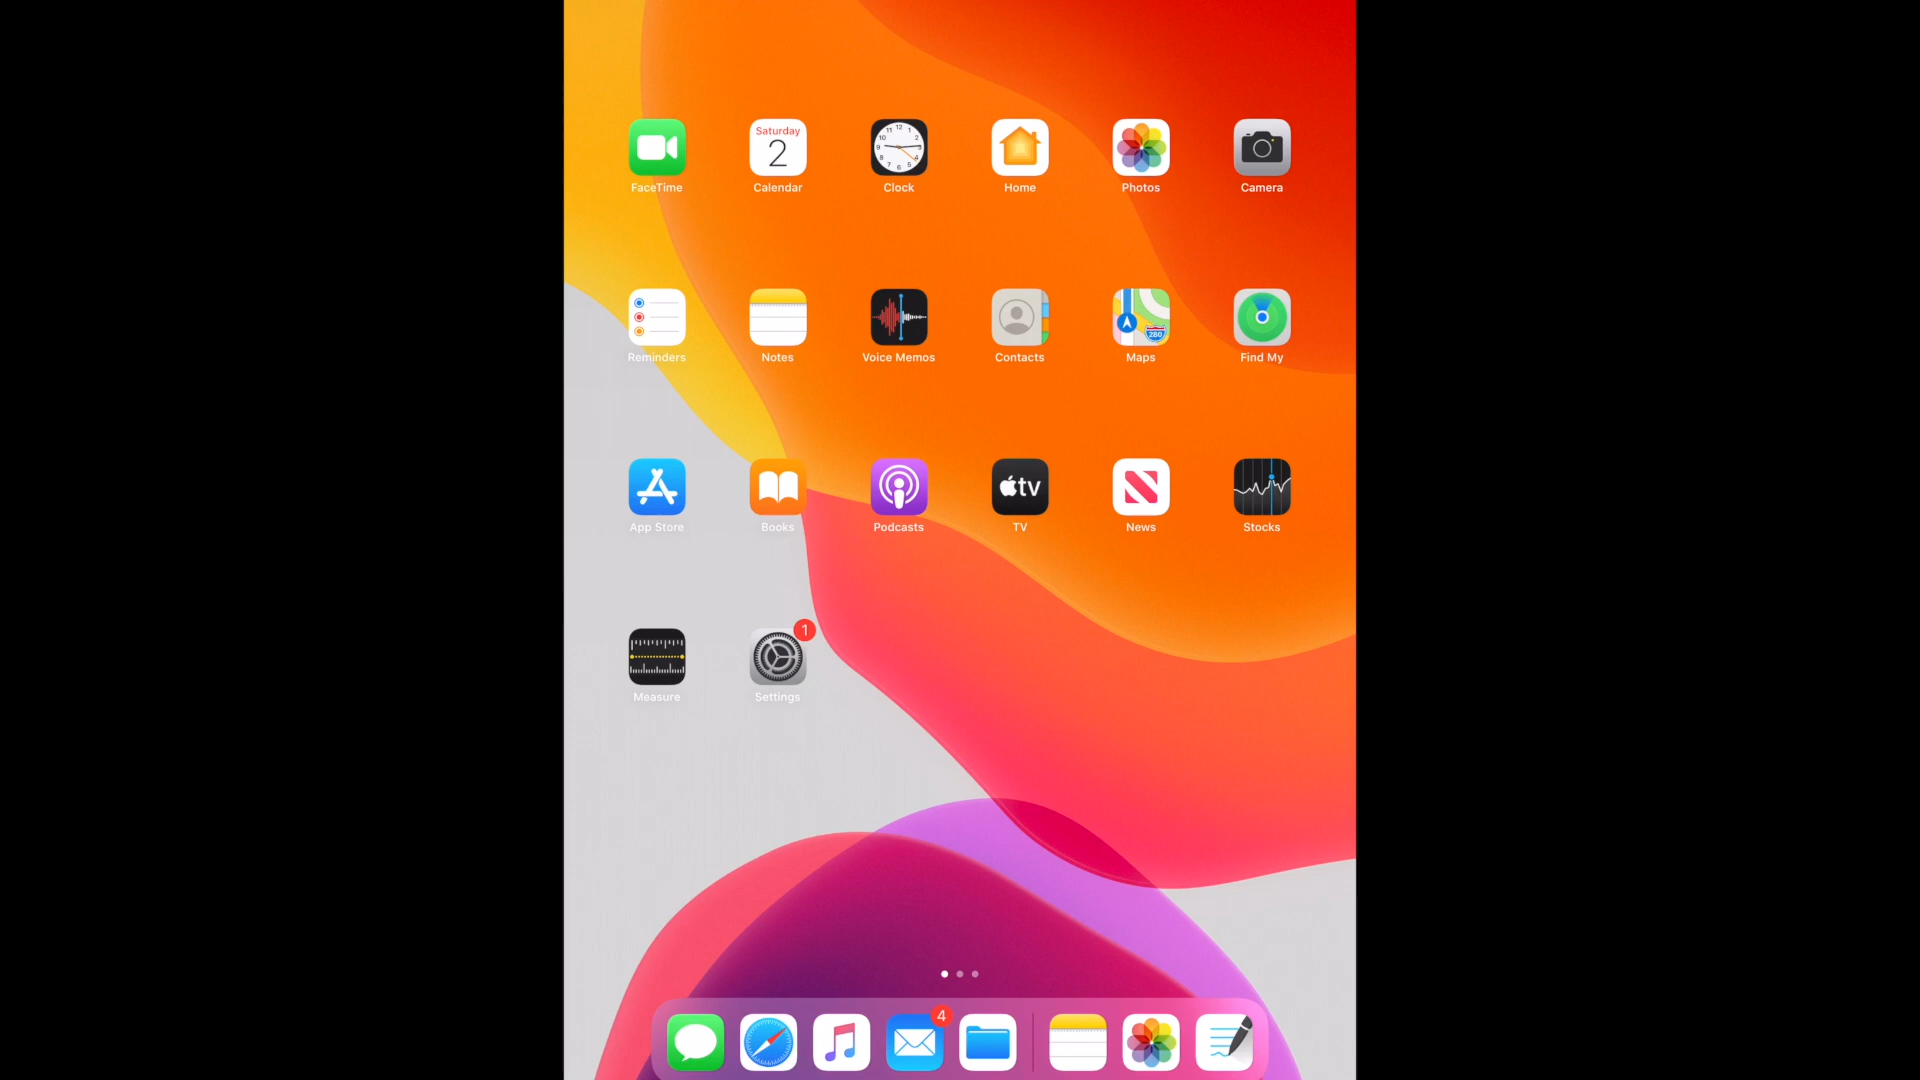 Saturday
2
FaceTime
Calendar
Clock
Home
Photos
Camera
280
Reminders
Notes
Voice Memos
Contacts
Maps
Find My
tv
App Store
Books
Podcasts
TV
News
Stocks
1
Measure
Settings
4